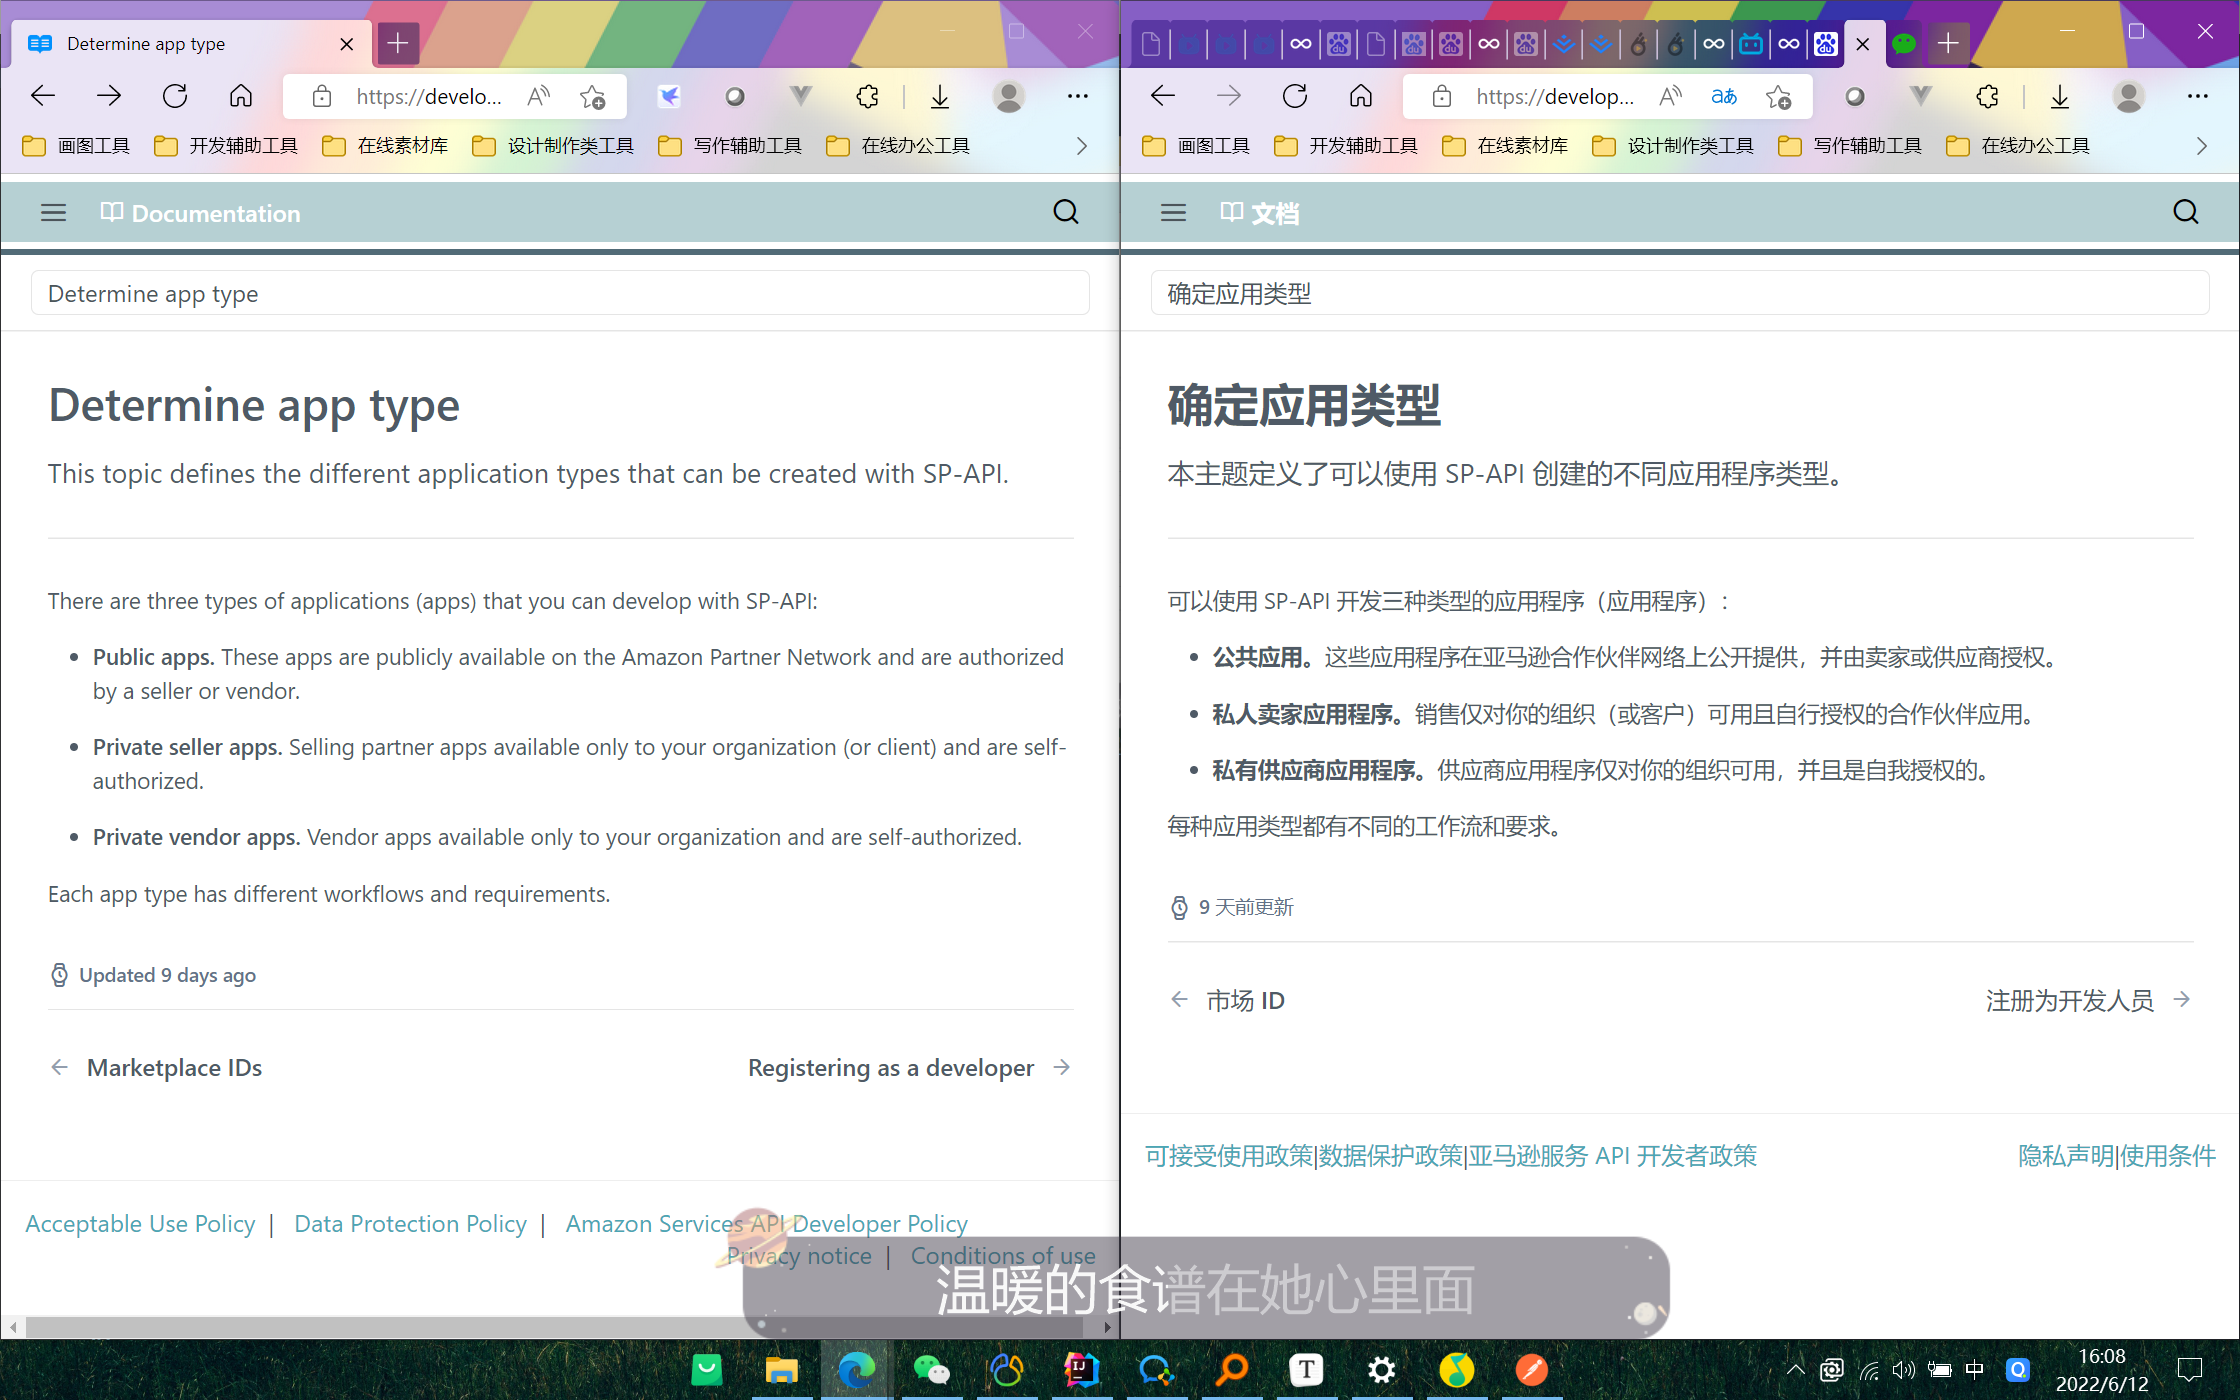 Determine app type
https://develo...
画图工具
开发辅助工具
在线素材库
设计制作类工具
写作辅助工具
在线办公工具
Documentation
Determine app type
Determine app type
This topic defines the different application types that can be created with SP-API.
There are three types of applications (apps) that you can develop with SP-API:
Public apps. These apps are publicly available on the Amazon Partner Network and are authorized
by a seller or vendor.
Private seller apps. Selling partner apps available only to your organization (or client) and are self-
authorized.
Private vendor apps. Vendor apps available only to your organization and are self-authorized.
Each app type has different workflows and requirements.
Updated 9 days ago
Marketplace IDs
Registering as a developer
Acceptable Use Policy | Data Protection Policy | Amazon Services API Developer Policy
Privacy notice | Conditions of use
https://develop...
画图工具
开发辅助工具
在线素材库
设计制作类工具
写作辅助工具
在线办公工具
文档
确定应用类型
确定应用类型
本主题定义了可以使用 SP-API 创建的不同应用程序类型。
可以使用 SP-API 开发三种类型的应用程序（应用程序）：
公共应用。这些应用程序在亚马逊合作伙伴网络上公开提供，并由卖家或供应商授权。
私人卖家应用程序。销售仅对你的组织（或客户）可用且自行授权的合作伙伴应用。
私有供应商应用程序。供应商应用程序仅对你的组织可用，并且是自我授权的。
每种应用类型都有不同的工作流和要求。
9 天前更新
市场 ID
注册为开发人员
可接受使用政策|数据保护政策|亚马逊服务 API 开发者政策
隐私声明|使用条件
温暖的食谱在她心里面
中
16:08
2022/6/12